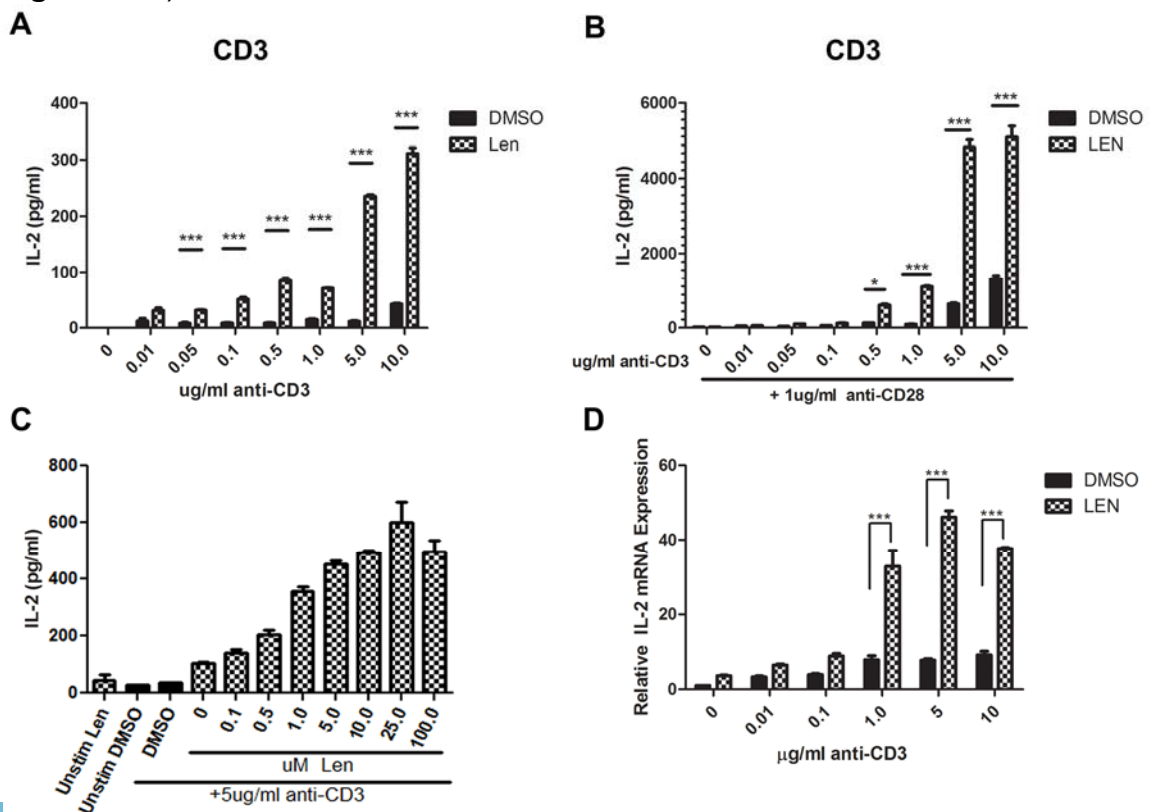 A
CD3
IL-2 (pg/ml)
400
300
200
100
0
***
***
***
***
***
***
DMSO
Len
0
0.01
0.05
0.1
0.5
1.0
5.0
10.0
ug/ml anti-CD3
B
CD3
IL-2 (pg/ml)
6000
4000
2000
0
*
***
***
***
DMSO
LEN
ug/ml anti-CD3
0
0.01
0.05
0.1
0.5
1.0
5.0
10.0
+ 1ug/ml anti-CD28
C
IL-2 (pg/ml)
800
600
400
200
0
Unstim Len
Unstim DMSO
DMSO
0
0.1
0.5
1.0
5.0
10.0
25.0
100.0
uM Len
+5ug/ml anti-CD3
D
Relative IL-2 mRNA Expression
60
40
20
0
***
***
***
DMSO
LEN
0
0.01
0.1
1.0
5
10
μg/ml anti-CD3